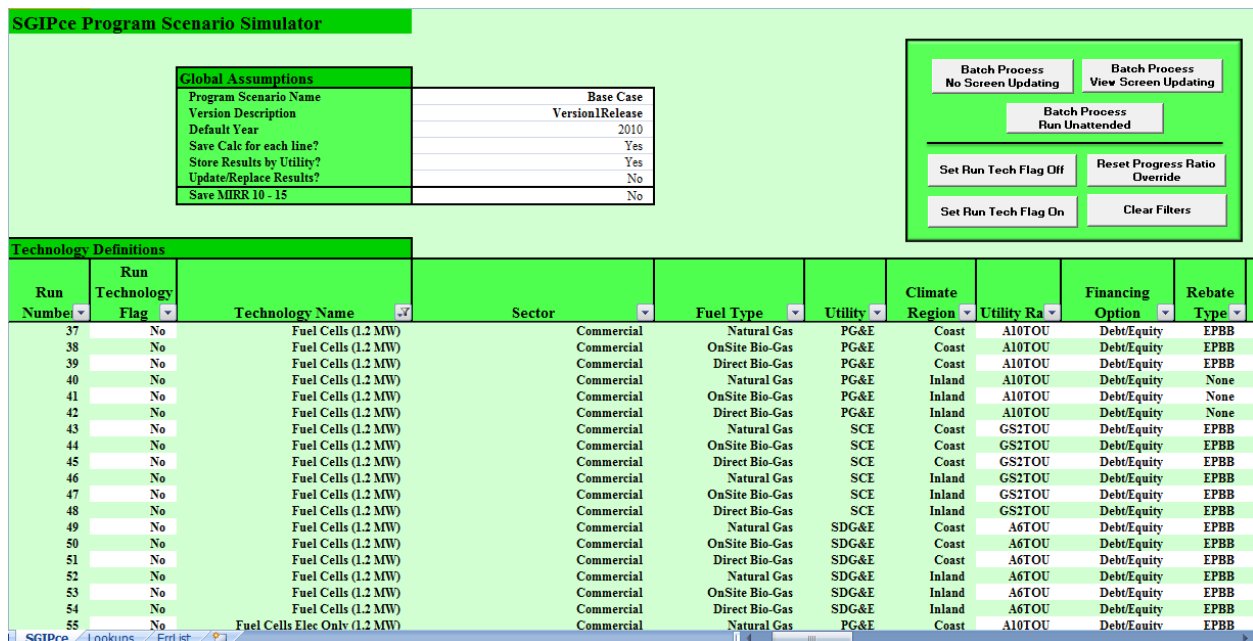 SGIPce Program Scenario Simulator
Global Assumptions
Program Scenario Name Base Case
Version Description Version1Release
Default Year 2010
Save Calc for each line? Yes
Store Results by Utility? Yes
Update/Replace Results? No
Save MIRR 10 - 15 No
Batch Process
No Screen Updating
Batch Process
View Screen Updating
Batch Process
Run Unattended
Set Run Tech Flag Off
Reset Progress Ratio
Override
Set Run Tech Flag On
Clear Filters
Technology Definitions
Run
Number
Run
Technology
Flag
Technology Name
Sector
Fuel Type
Utility
Climate
Region
Utility Ra
Financing
Option
Rebate
Type
37 No Fuel Cells (1.2 MW) Commercial Natural Gas PG&E Coast A10TOU Debt/Equity EPBB
38 No Fuel Cells (1.2 MW) Commercial OnSite Bio-Gas PG&E Coast A10TOU Debt/Equity EPBB
39 No Fuel Cells (1.2 MW) Commercial Direct Bio-Gas PG&E Coast A10TOU Debt/Equity EPBB
40 No Fuel Cells (1.2 MW) Commercial Natural Gas PG&E Inland A10TOU Debt/Equity None
41 No Fuel Cells (1.2 MW) Commercial OnSite Bio-Gas PG&E Inland A10TOU Debt/Equity None
42 No Fuel Cells (1.2 MW) Commercial Direct Bio-Gas PG&E Inland A10TOU Debt/Equity None
43 No Fuel Cells (1.2 MW) Commercial Natural Gas SCE Coast GS2TOU Debt/Equity EPBB
44 No Fuel Cells (1.2 MW) Commercial OnSite Bio-Gas SCE Coast GS2TOU Debt/Equity EPBB
45 No Fuel Cells (1.2 MW) Commercial Direct Bio-Gas SCE Coast GS2TOU Debt/Equity EPBB
46 No Fuel Cells (1.2 MW) Commercial Natural Gas SCE Inland GS2TOU Debt/Equity EPBB
47 No Fuel Cells (1.2 MW) Commercial OnSite Bio-Gas SCE Inland GS2TOU Debt/Equity EPBB
48 No Fuel Cells (1.2 MW) Commercial Direct Bio-Gas SCE Inland GS2TOU Debt/Equity EPBB
49 No Fuel Cells (1.2 MW) Commercial Natural Gas SDG&E Coast A6TOU Debt/Equity EPBB
50 No Fuel Cells (1.2 MW) Commercial OnSite Bio-Gas SDG&E Coast A6TOU Debt/Equity EPBB
51 No Fuel Cells (1.2 MW) Commercial Direct Bio-Gas SDG&E Coast A6TOU Debt/Equity EPBB
52 No Fuel Cells (1.2 MW) Commercial Natural Gas SDG&E Inland A6TOU Debt/Equity EPBB
53 No Fuel Cells (1.2 MW) Commercial OnSite Bio-Gas SDG&E Inland A6TOU Debt/Equity EPBB
54 No Fuel Cells (1.2 MW) Commercial Direct Bio-Gas SDG&E Inland A6TOU Debt/Equity EPBB
55 No Fuel Cells Elec Only (1.2 MW) Commercial Natural Gas PG&E Coast A10TOU Debt/Equity EPBB
SGIPce Lookups ErrList